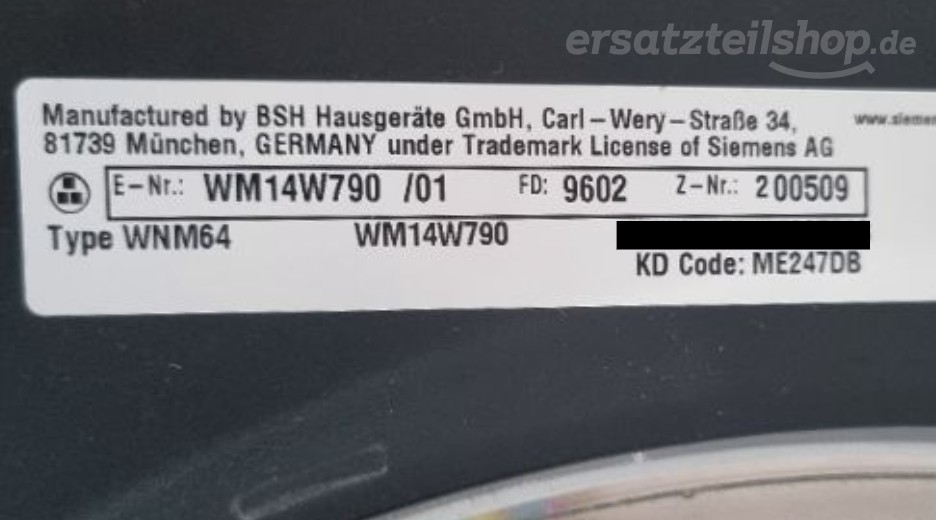 ersatzteilshop.de
Manufactured by BSH Hausgeräte GmbH, Carl-Wery-Straße 34,
81739 München, GERMANY under Trademark License of Siemens AG
E-Nr.: WM14W790 /01 FD: 9602 Z-Nr.: 200509
Type WNM64 WM14W790
KD Code: ME247DB